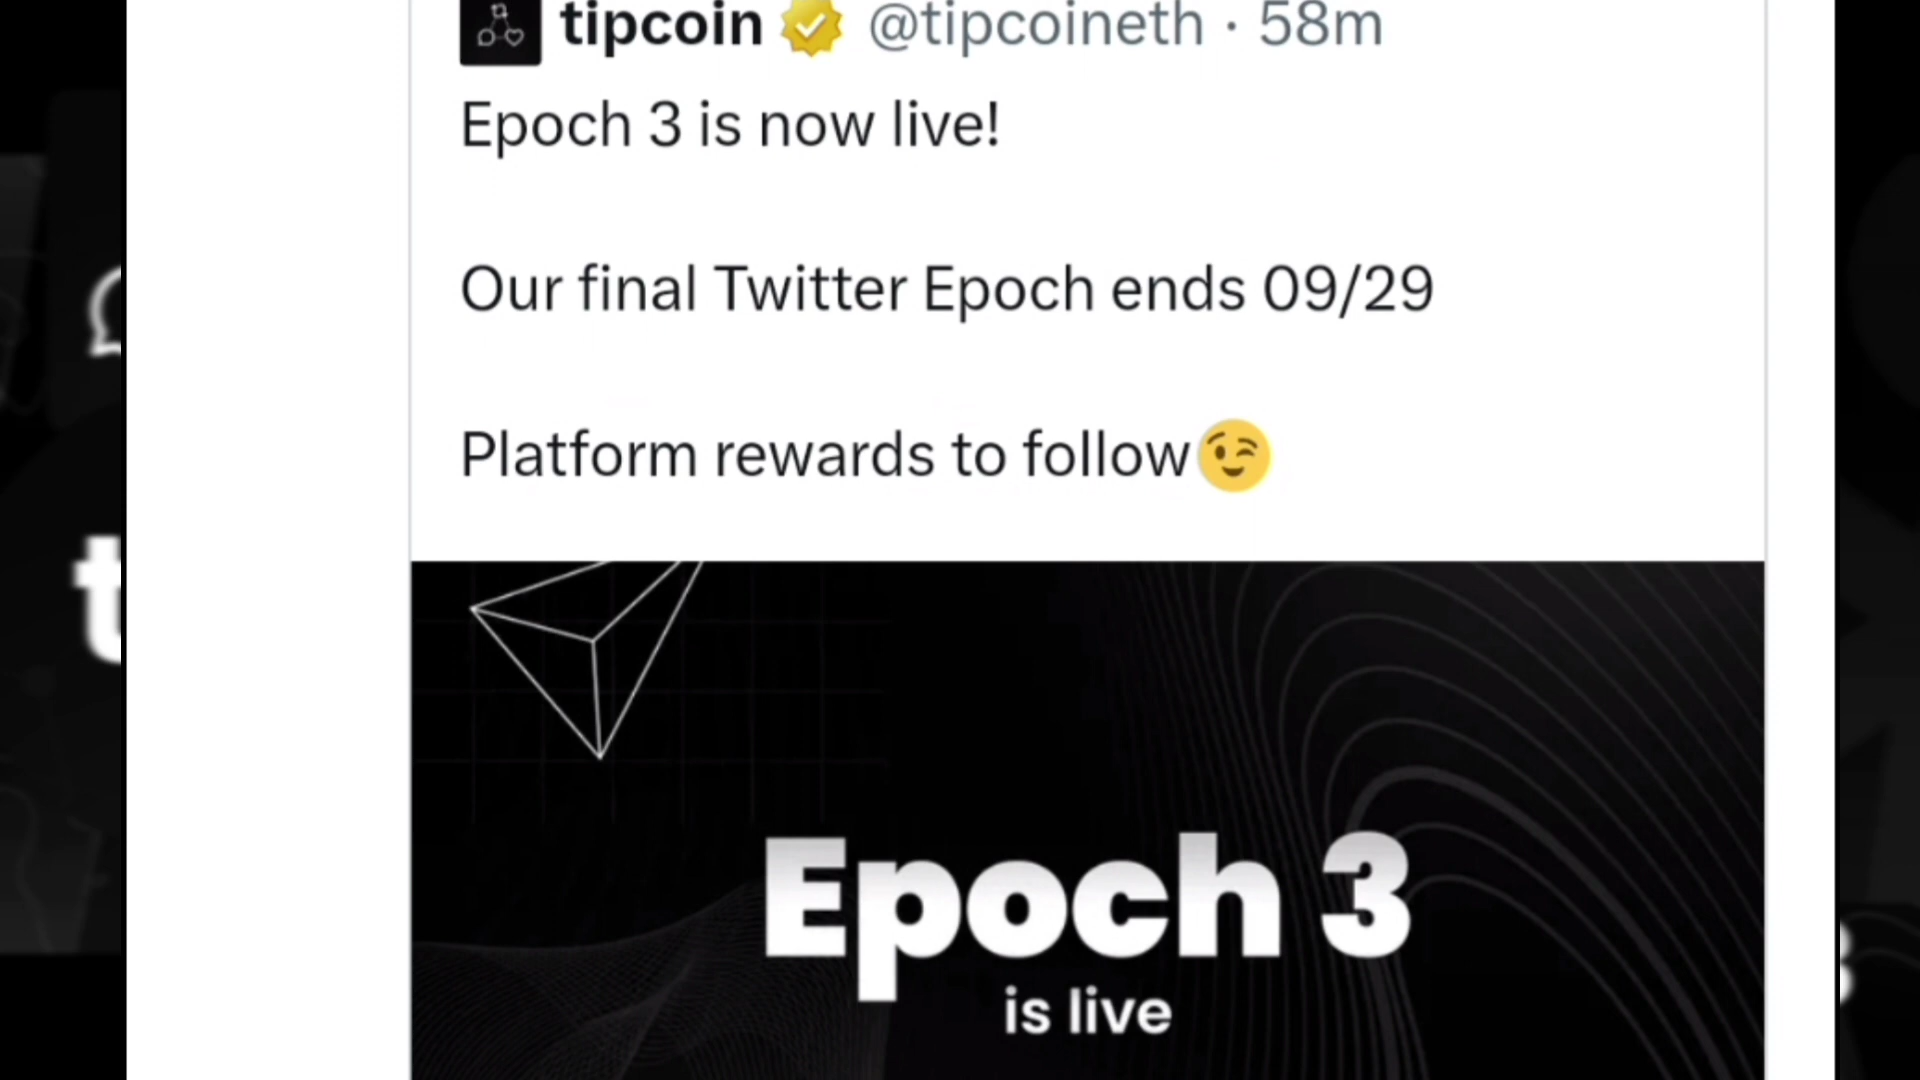 tipcoin @tipcoineth · 58m
Epoch 3 is now live!
Our final Twitter Epoch ends 09/29
Platform rewards to follow😉
Epoch 3
is live
t